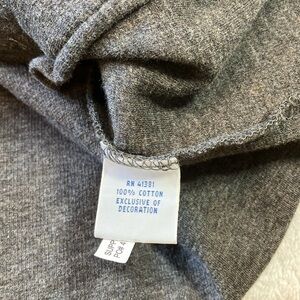 RN 41381
100% COTTON
EXCLUSIVE OF
DECORATION